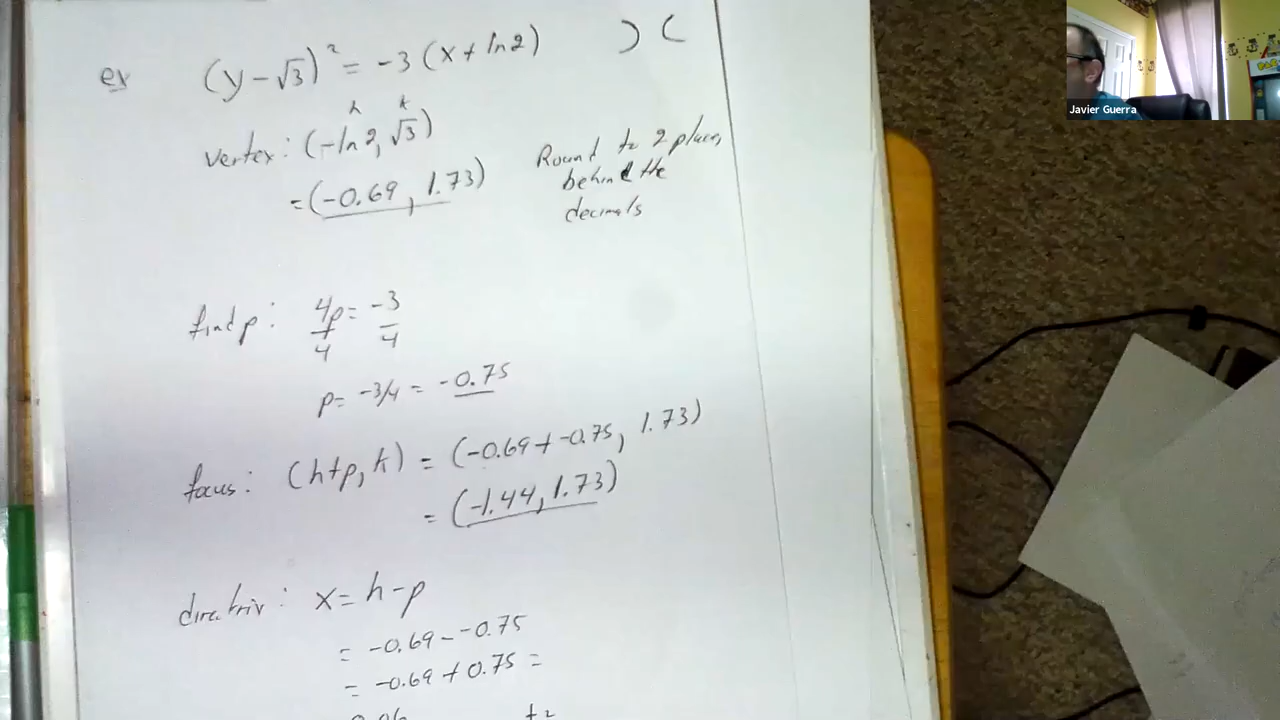 ex (y-√3)² = -3(x+ln2) ) (
h k
vertex: (-ln2, √3)
= (-0.69, 1.73)
Round to 2 places
behind the
decimals
find p: 4p = -3
4 4
p = -3/4 = -0.75
focus: (h+p, k) = (-0.69+-0.75, 1.73)
= (-1.44, 1.73)
directrix: x = h-p
= -0.69--0.75
= -0.69+0.75 =
Javier Guerra